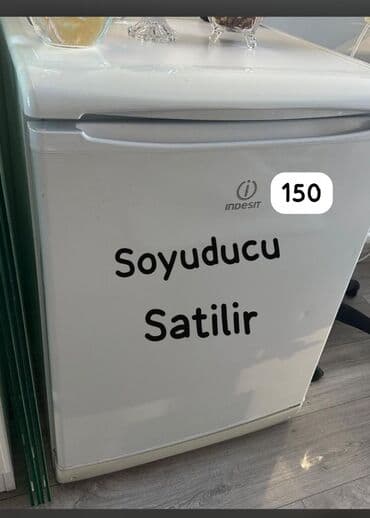 INDESIT
150
Soyuducu
Satilir